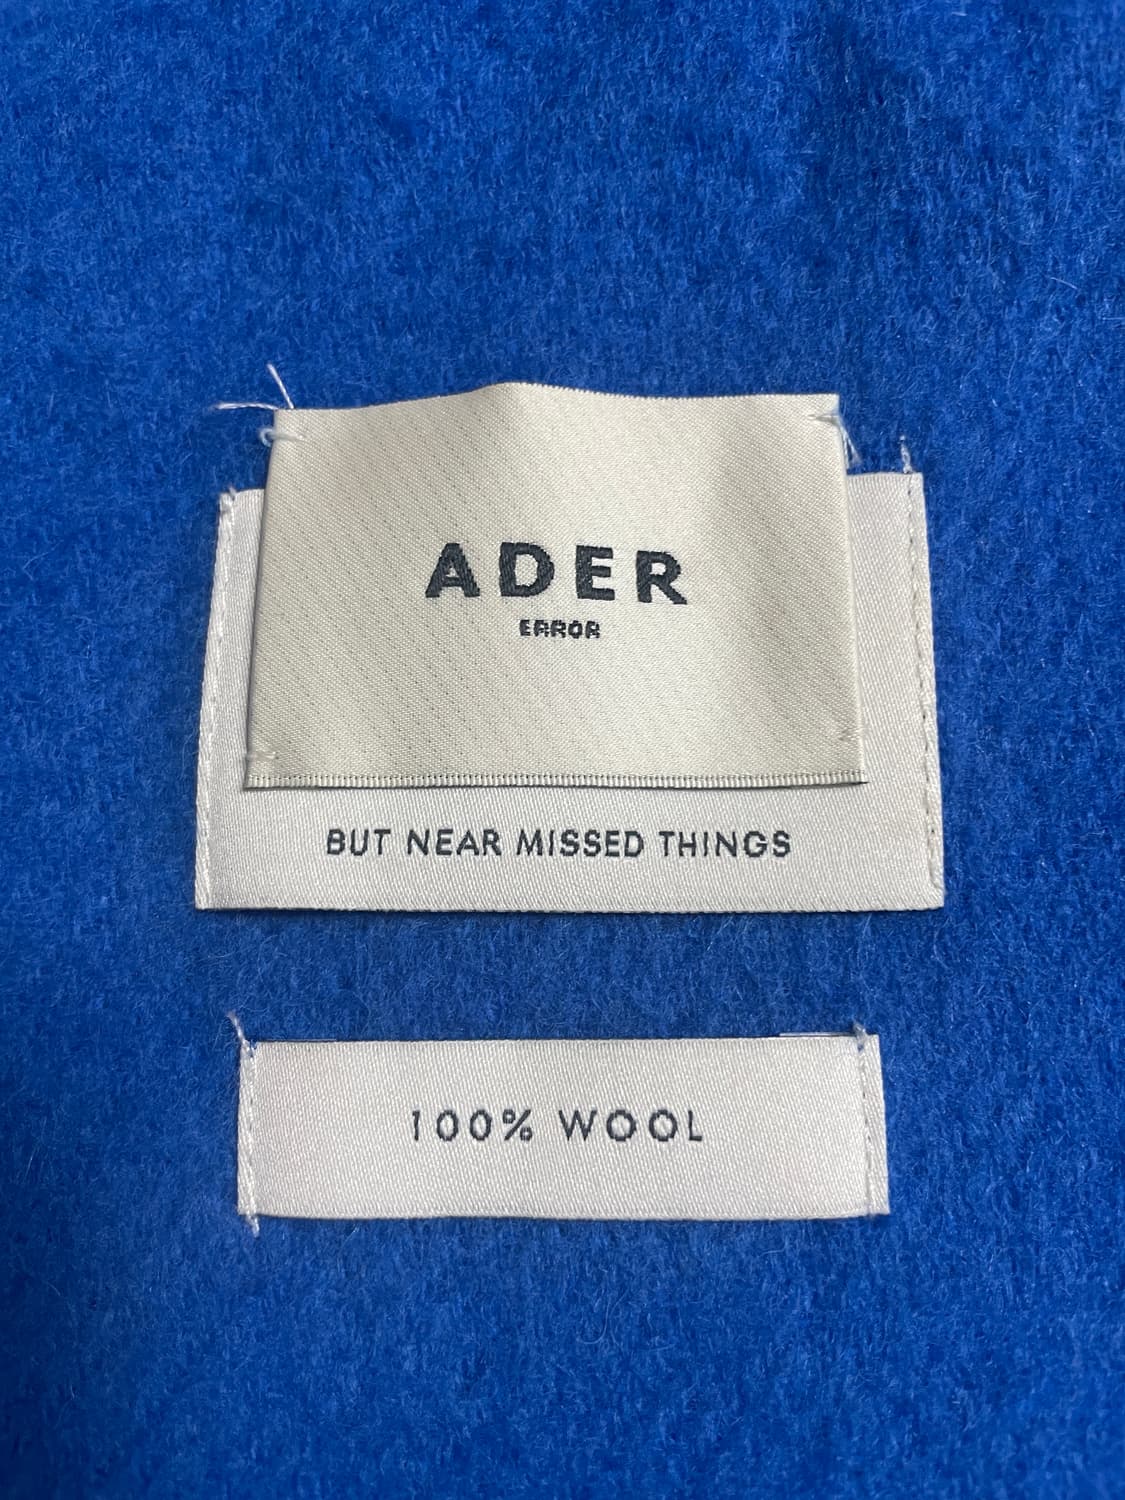 ADER
ERROR
BUT NEAR MISSED THINGS
100% WOOL